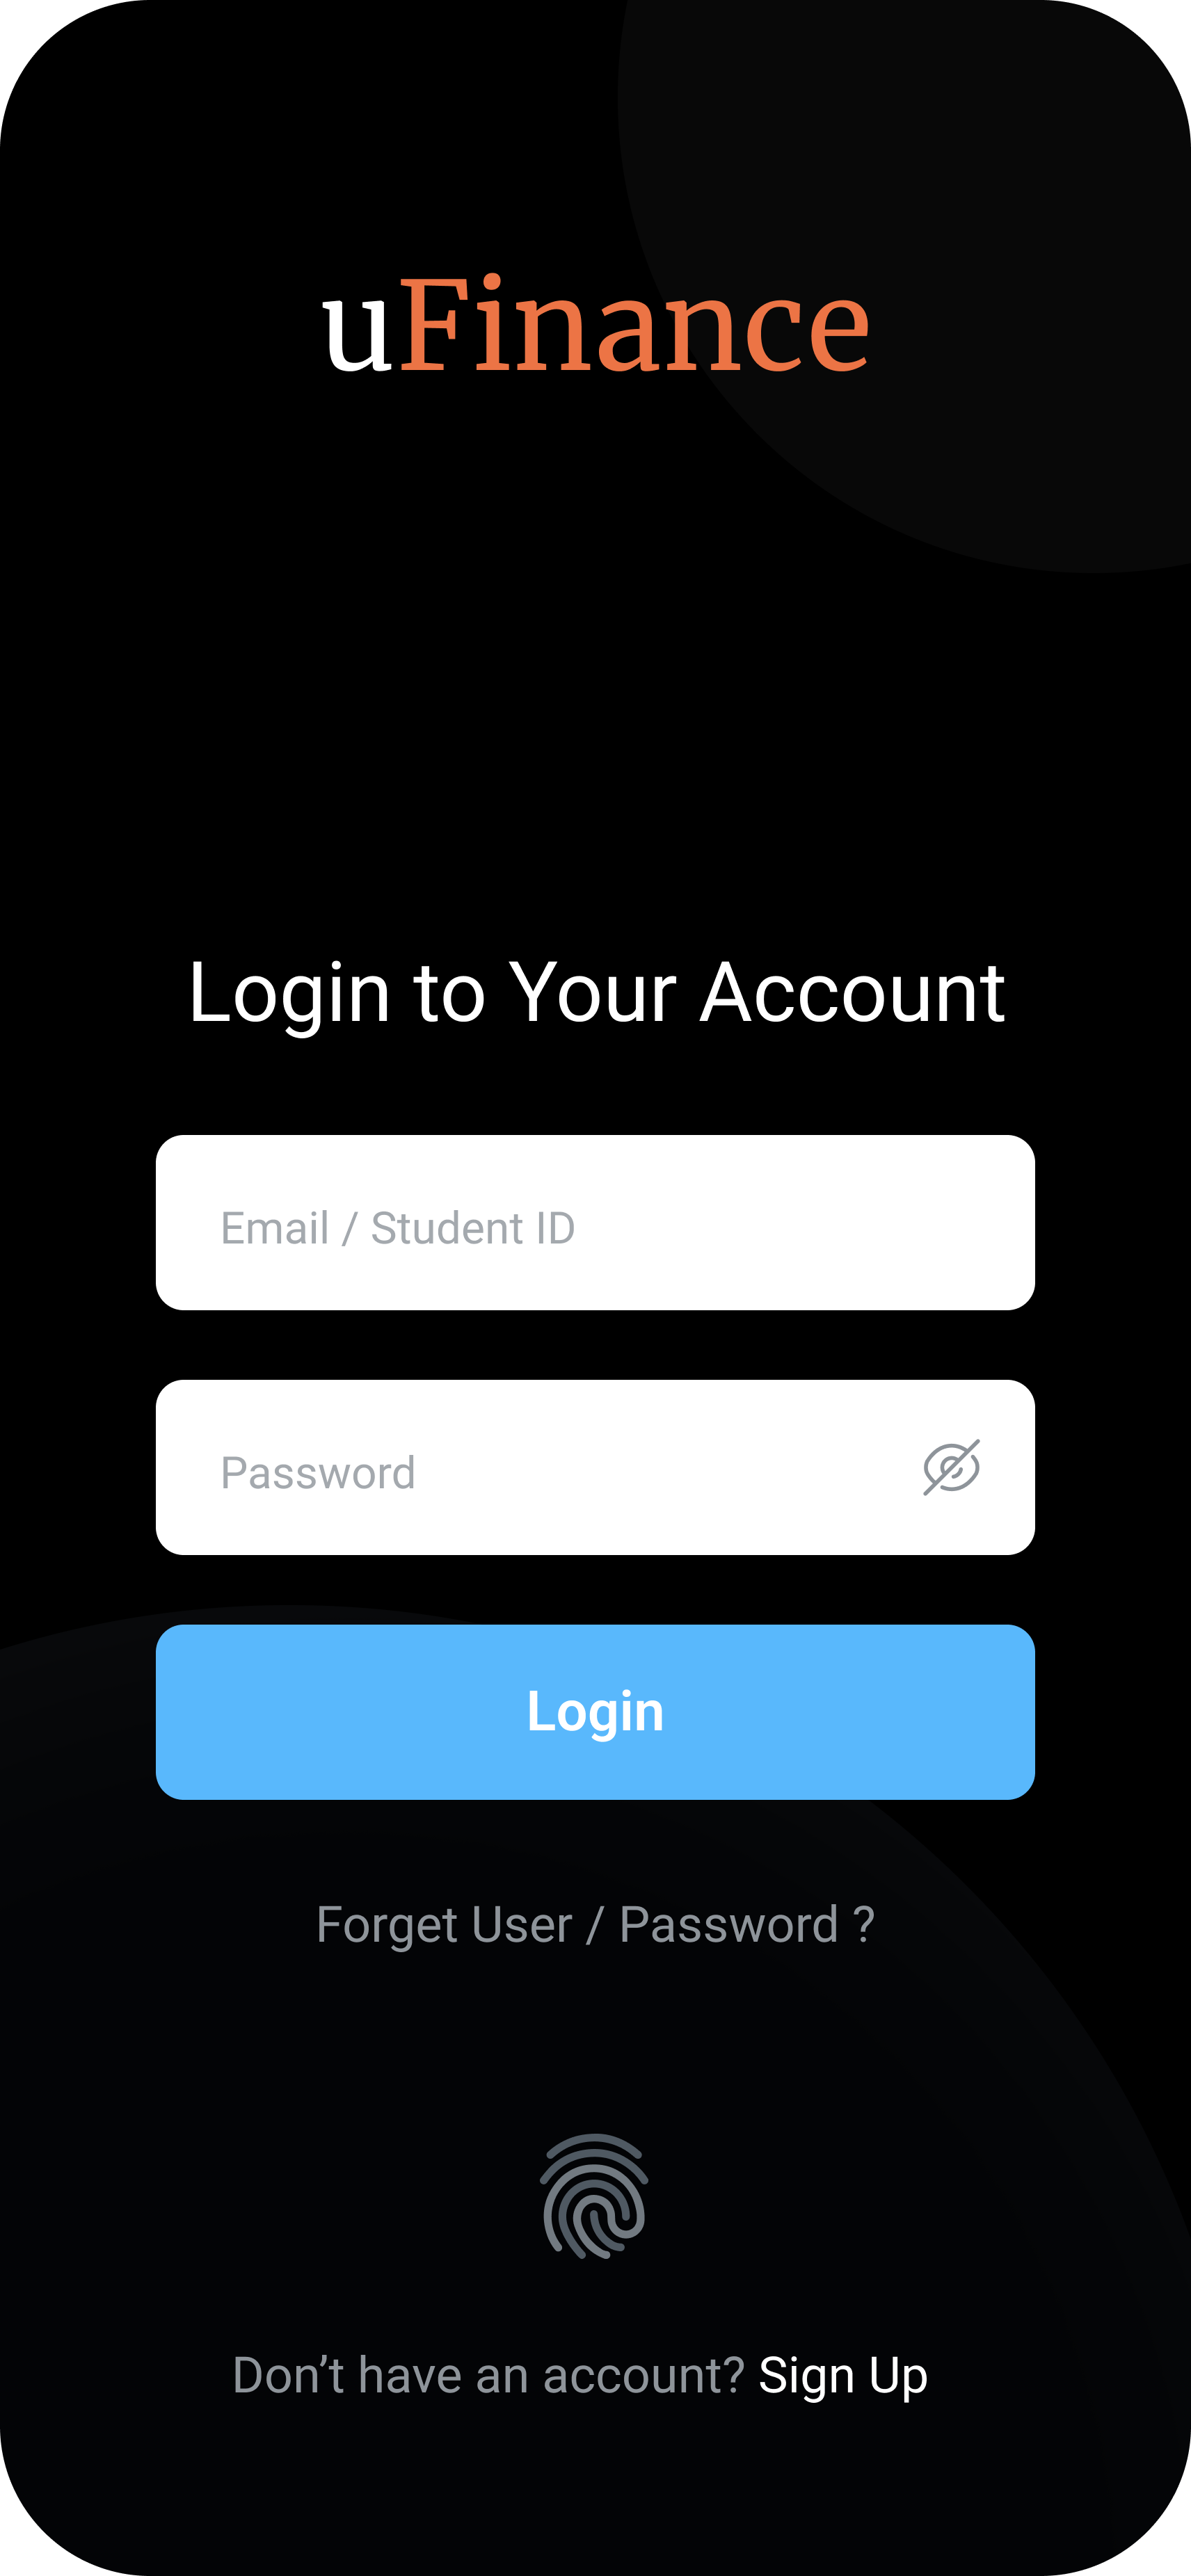 uFinance
Login to Your Account
Email / Student ID
Password
Login
Forget User / Password ?
Don’t have an account? Sign Up